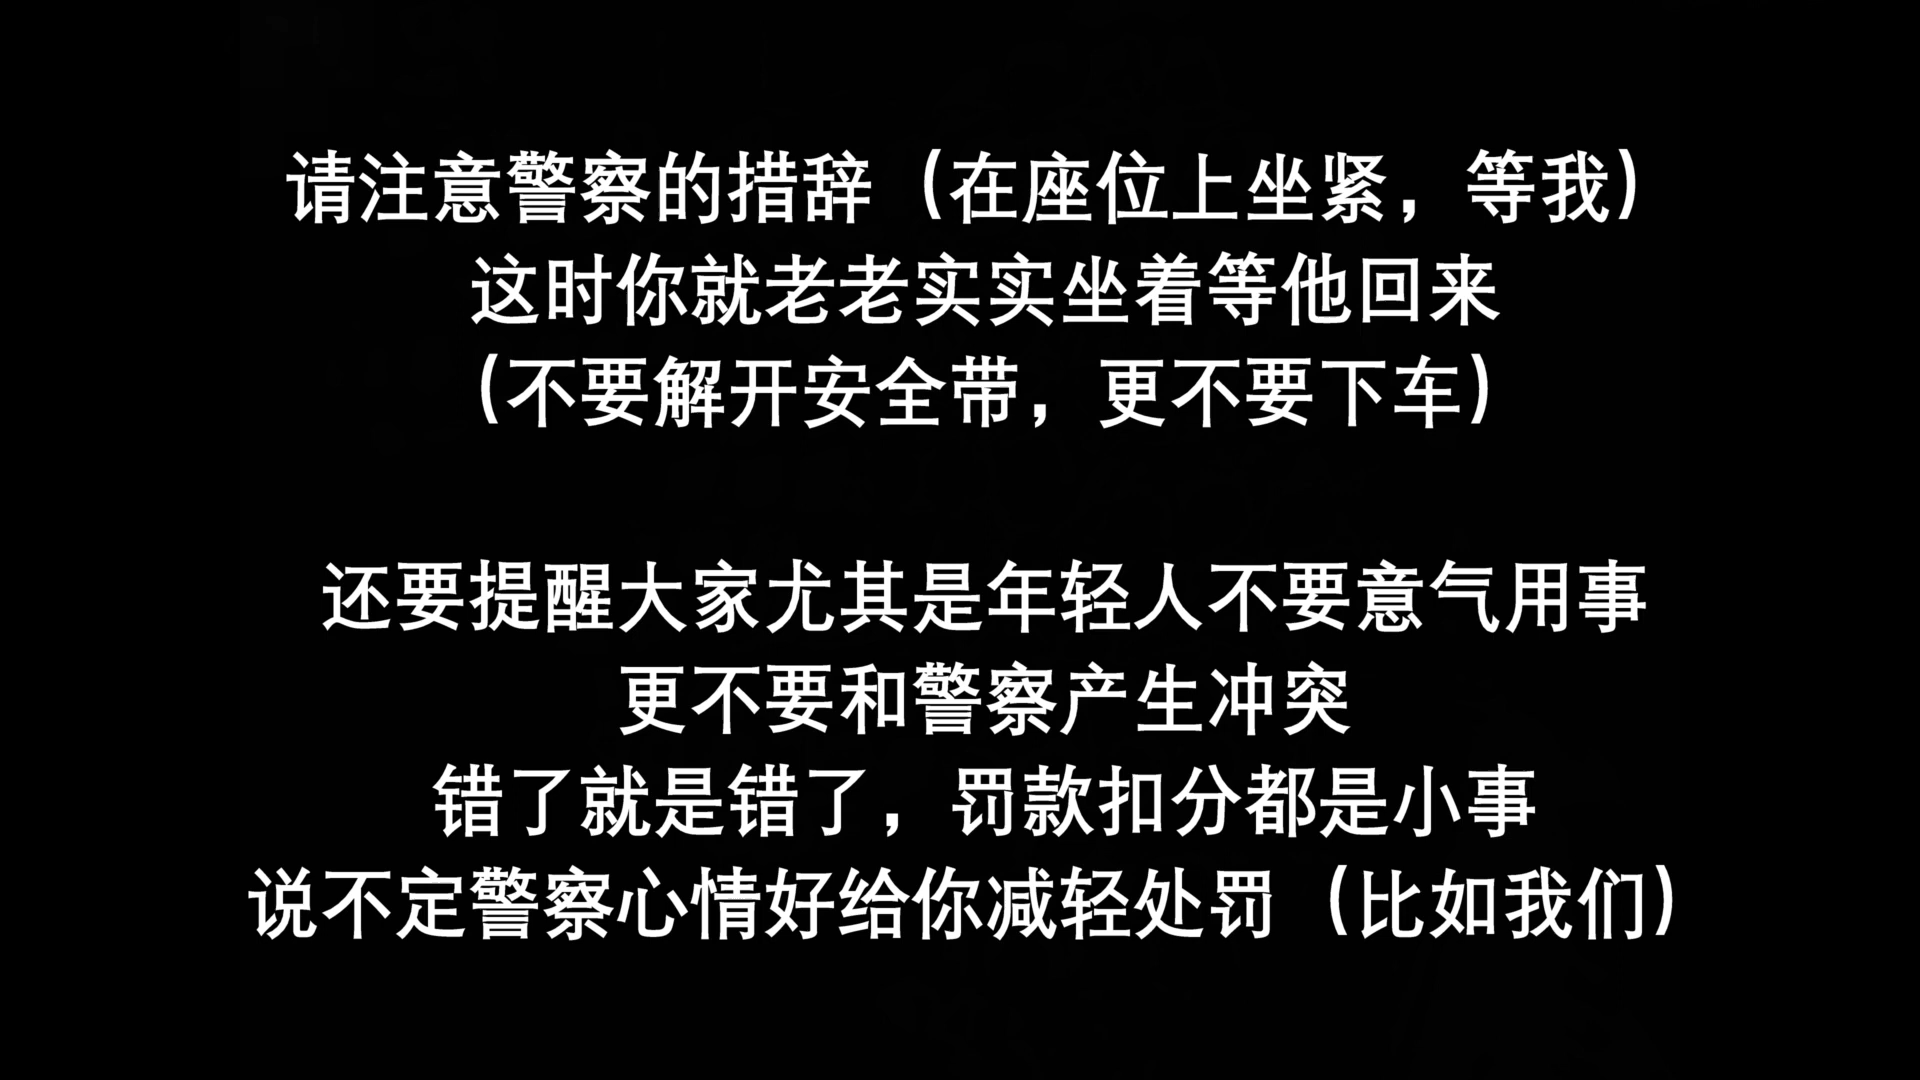 请注意警察的措辞（在座位上坐紧，等我）
这时你就老老实实坐着等他回来
（不要解开安全带，更不要下车）
还要提醒大家尤其是年轻人不要意气用事
更不要和警察产生冲突
错了就是错了，罚款扣分都是小事
说不定警察心情好给你减轻处罚（比如我们）